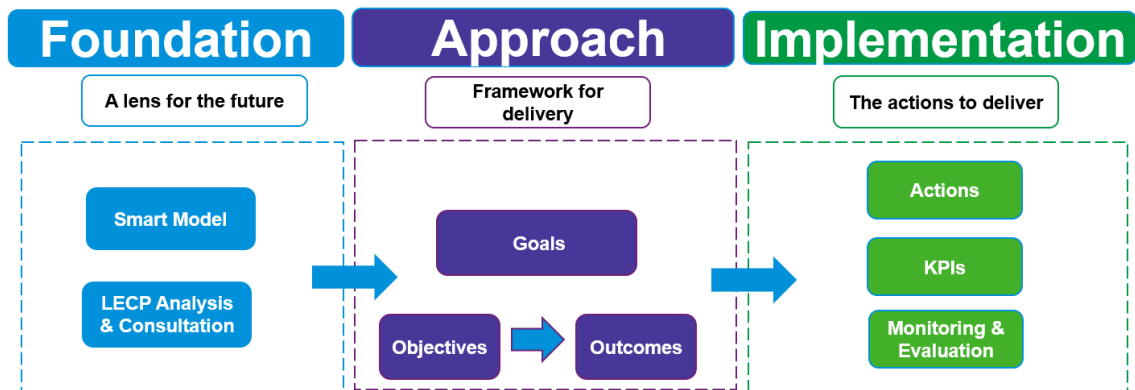 Foundation
Approach
Implementation
A lens for the future
Framework for
delivery
The actions to deliver
Smart Model
LECP Analysis
& Consultation
Goals
Objectives
Outcomes
Actions
KPIs
Monitoring &
Evaluation